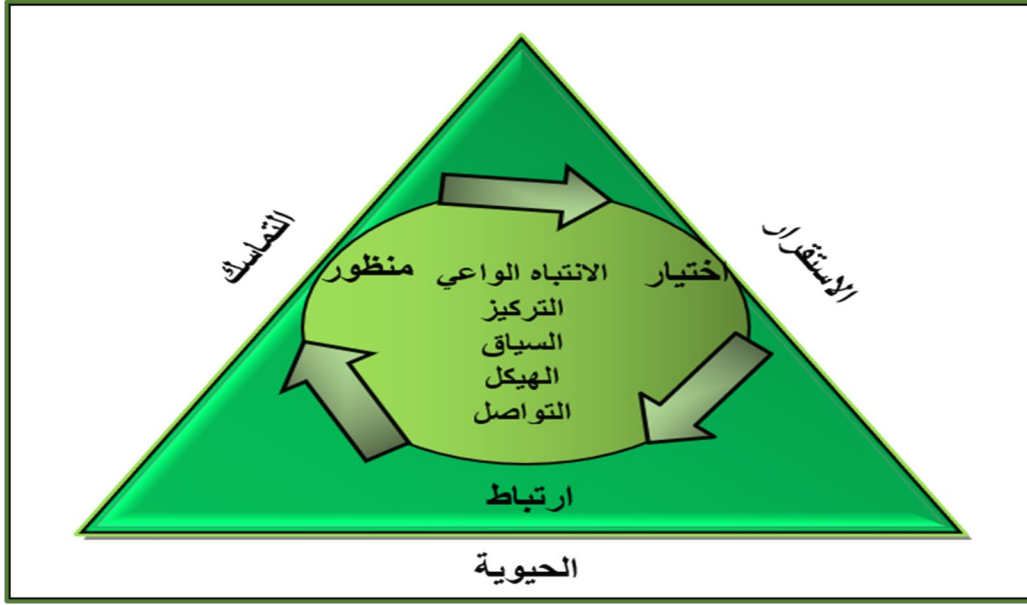 التماسك
الاستقرار
اختيار
الانتباه الواعي
منظور
التركيز
السياق
الهيكل
التواصل
ارتباط
الحيوية